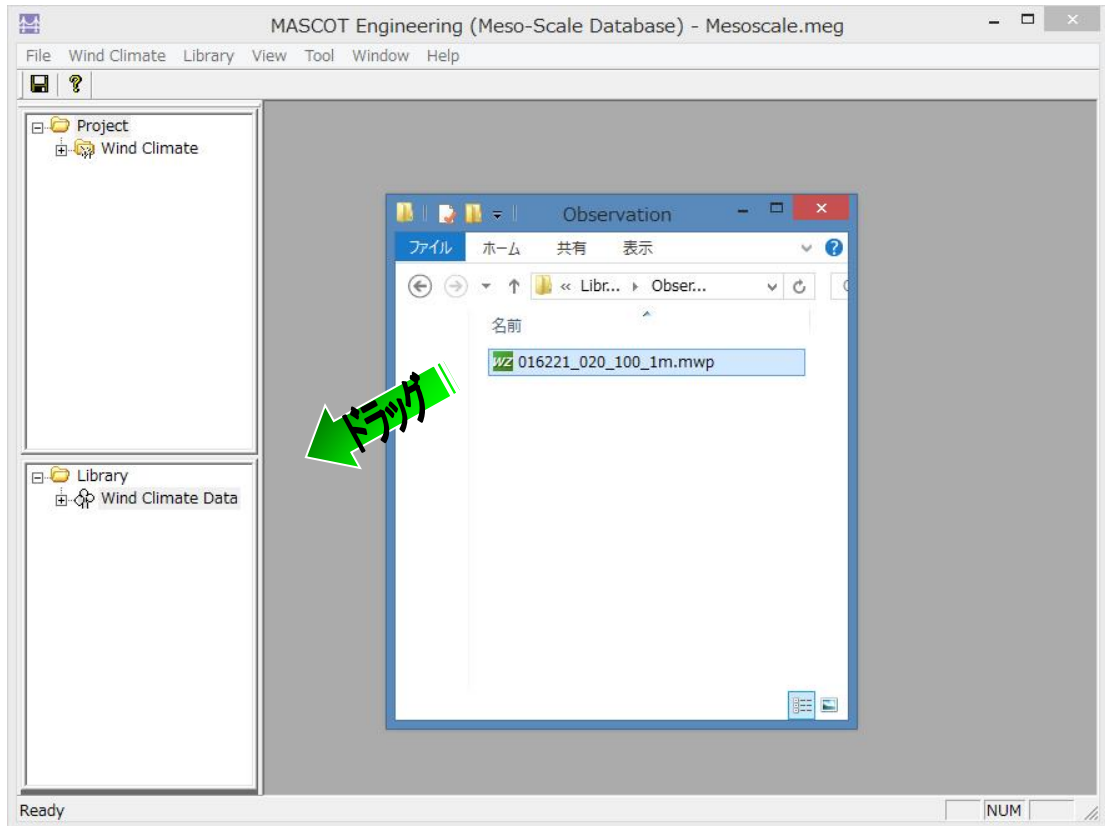 MASCOT Engineering (Meso-Scale Database) - Mesoscale.meg
File Wind Climate Library View Tool Window Help
Project
Wind Climate
Observation
ファイル ホーム 共有 表示
« Libr... ▸ Obser...
名前
WZ 016221_020_100_1m.mwp
ドラッグ
Library
Wind Climate Data
Ready
NUM